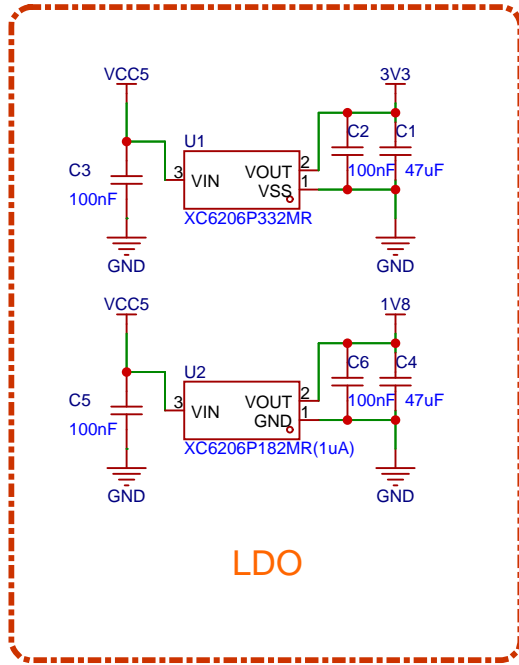 VCC5
3V3
U1
C2
C1
C3
3
VIN
VOUT
2
VSS
1
100nF
47uF
100nF
XC6206P332MR
GND
GND
VCC5
1V8
U2
C6
C4
C5
3
VIN
VOUT
2
GND
1
100nF
47uF
100nF
XC6206P182MR(1uA)
GND
GND
LDO